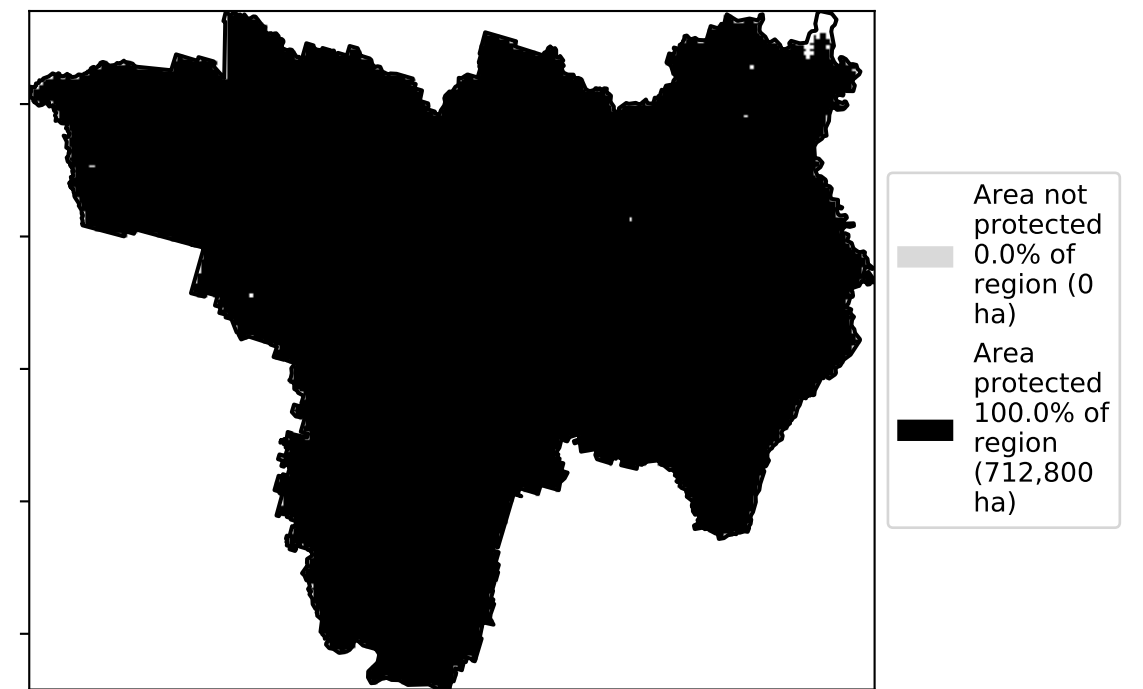 Area not
protected
0.0% of
region (0
ha)
Area
protected
100.0% of
region
(712,800
ha)